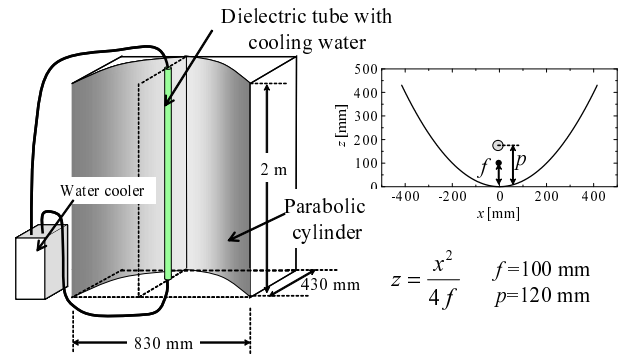 Dielectric tube with
cooling water
Water cooler
2 m
Parabolic
cylinder
430 mm
830 mm
500
400
300
200
100
0
z [mm]
f
p
-400
-200
0
200
400
x [mm]
z = x² / 4 f
f=100 mm
p=120 mm